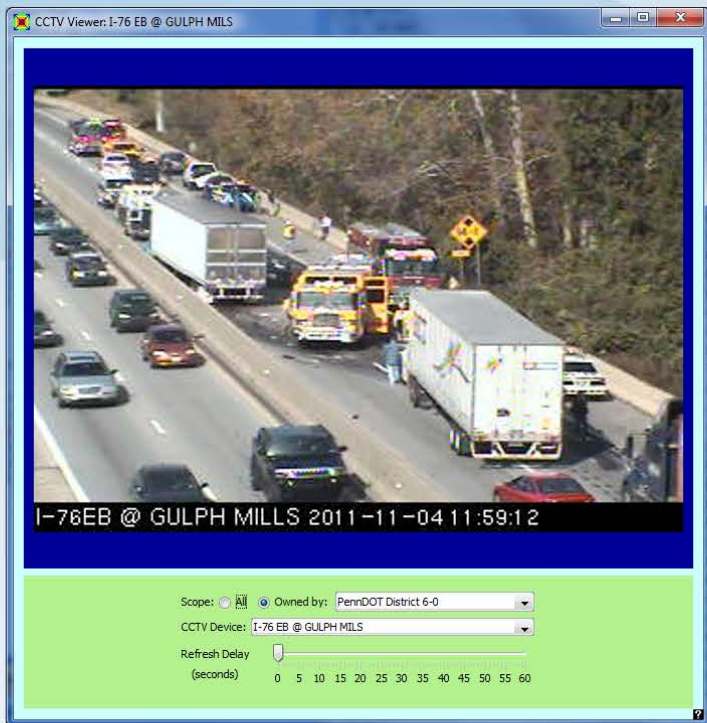 CCTV Viewer: I-76 EB @ GULPH MILS
I-76EB @ GULPH MILLS 2011-11-04 11:59:12
Scope: All Owned by: PennDOT District 6-0
CCTV Device: I-76 EB @ GULPH MILS
Refresh Delay
(seconds)
0 5 10 15 20 25 30 35 40 45 50 55 60
?